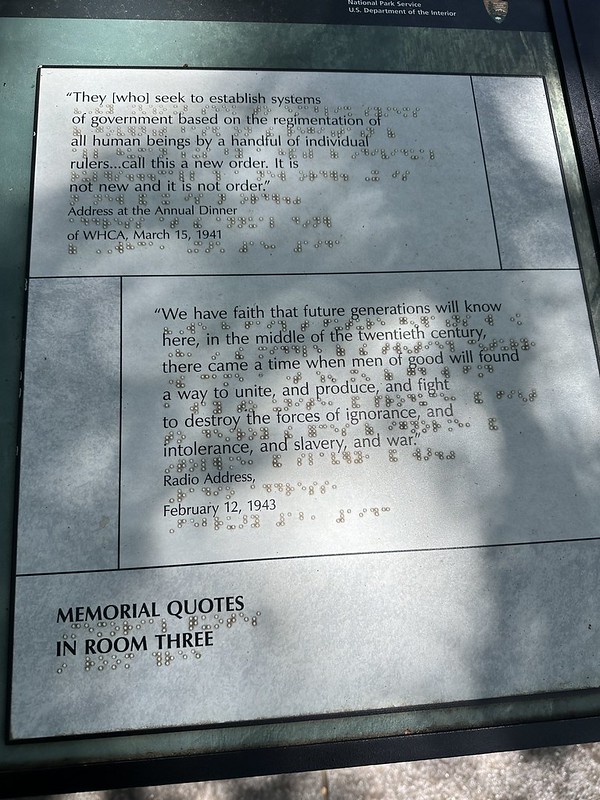 National Park Service
U.S. Department of the Interior
“They [who] seek to establish systems
of government based on the regimentation of
all human beings by a handful of individual
rulers...call this a new order. It is
not new and it is not order.”
Address at the Annual Dinner
of WHCA, March 15, 1941
“We have faith that future generations will know
here, in the middle of the twentieth century,
there came a time when men of good will found
a way to unite, and produce, and fight
to destroy the forces of ignorance, and
intolerance, and slavery, and war.”
Radio Address,
February 12, 1943
MEMORIAL QUOTES
IN ROOM THREE